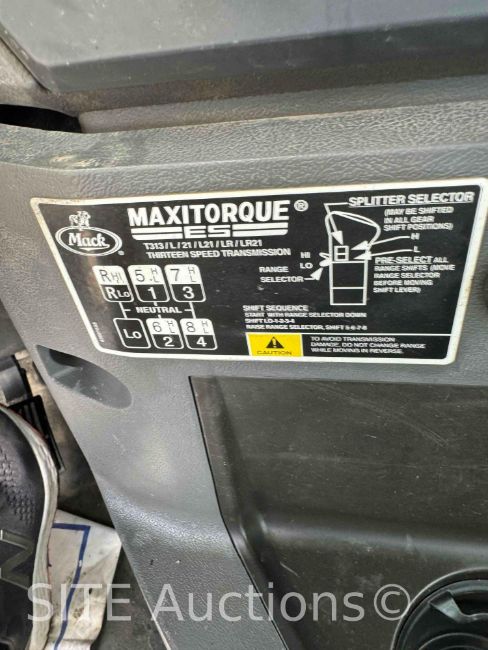 Mack
MAXITORQUE®
ES
T313/L/21/L21/LR/LR21
THIRTEEN SPEED TRANSMISSION
RHI 5 H L 7 H L
RLO 1 3
NEUTRAL
LO 6 H L 8 H L
2 4
SPLITTER SELECTOR
(MAY BE SHIFTED
IN ALL GEAR
SHIFT POSITIONS)
HI
L
HI
LO
RANGE
SELECTOR
PRE-SELECT ALL
RANGE SHIFTS (MOVE
RANGE SELECTOR
BEFORE MOVING
SHIFT LEVER)
SHIFT SEQUENCE
START WITH RANGE SELECTOR DOWN
SHIFT LO-1-2-3-4
RAISE RANGE SELECTOR, SHIFT 5-6-7-8
CAUTION
TO AVOID TRANSMISSION
DAMAGE, DO NOT CHANGE RANGE
WHILE MOVING IN REVERSE.
SITE Auctions©